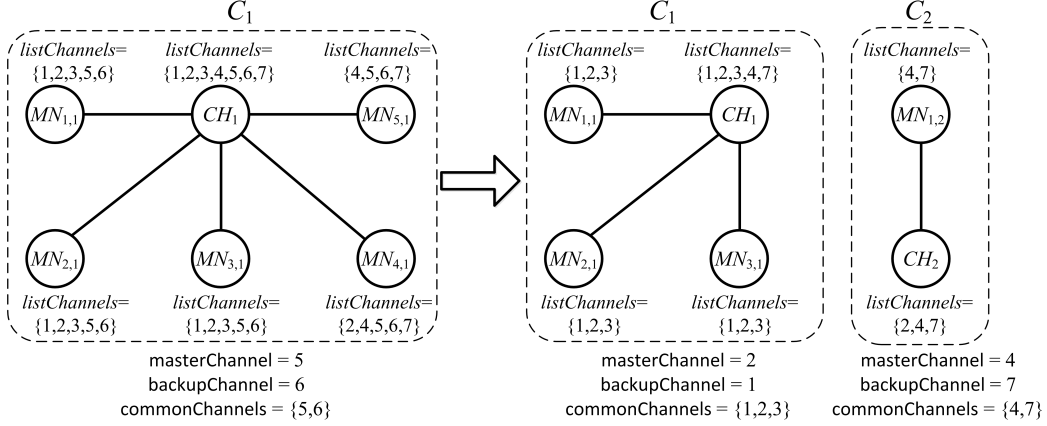 C1
listChannels= listChannels= listChannels=
{1,2,3,5,6} {1,2,3,4,5,6,7} {4,5,6,7}
MN1,1 CH1 MN5,1
MN2,1 MN3,1 MN4,1
listChannels= listChannels= listChannels=
{1,2,3,5,6} {1,2,3,5,6} {2,4,5,6,7}
masterChannel = 5
backupChannel = 6
commonChannels = {5,6}
C1
listChannels= listChannels=
{1,2,3} {1,2,3,4,7}
MN1,1 CH1
MN2,1 MN3,1
listChannels= listChannels=
{1,2,3} {1,2,3}
masterChannel = 2
backupChannel = 1
commonChannels = {1,2,3}
C2
listChannels=
{4,7}
MN1,2
CH2
listChannels=
{2,4,7}
masterChannel = 4
backupChannel = 7
commonChannels = {4,7}